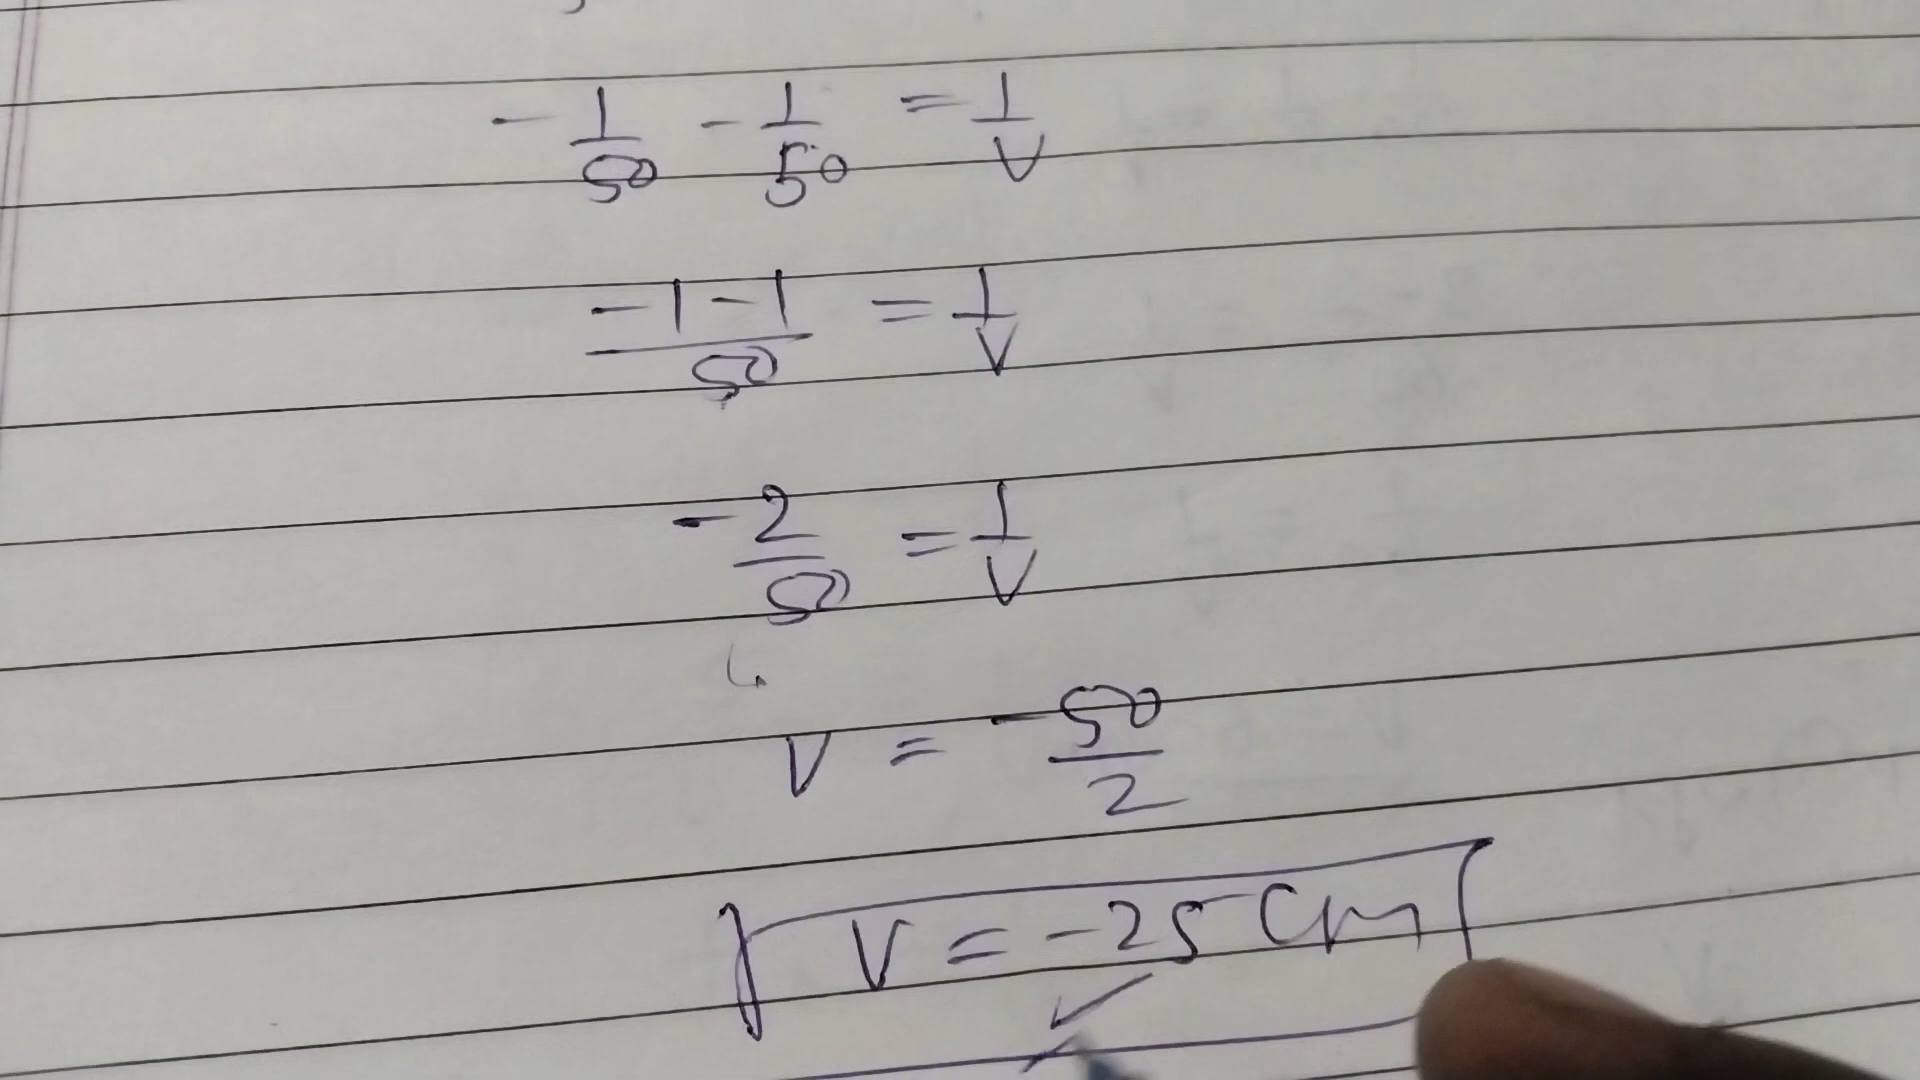 - 1/50 - 1/50 = 1/V
-1-1/50 = 1/V
-2/50 = 1/V
V = -50/2
V = -25 Cm